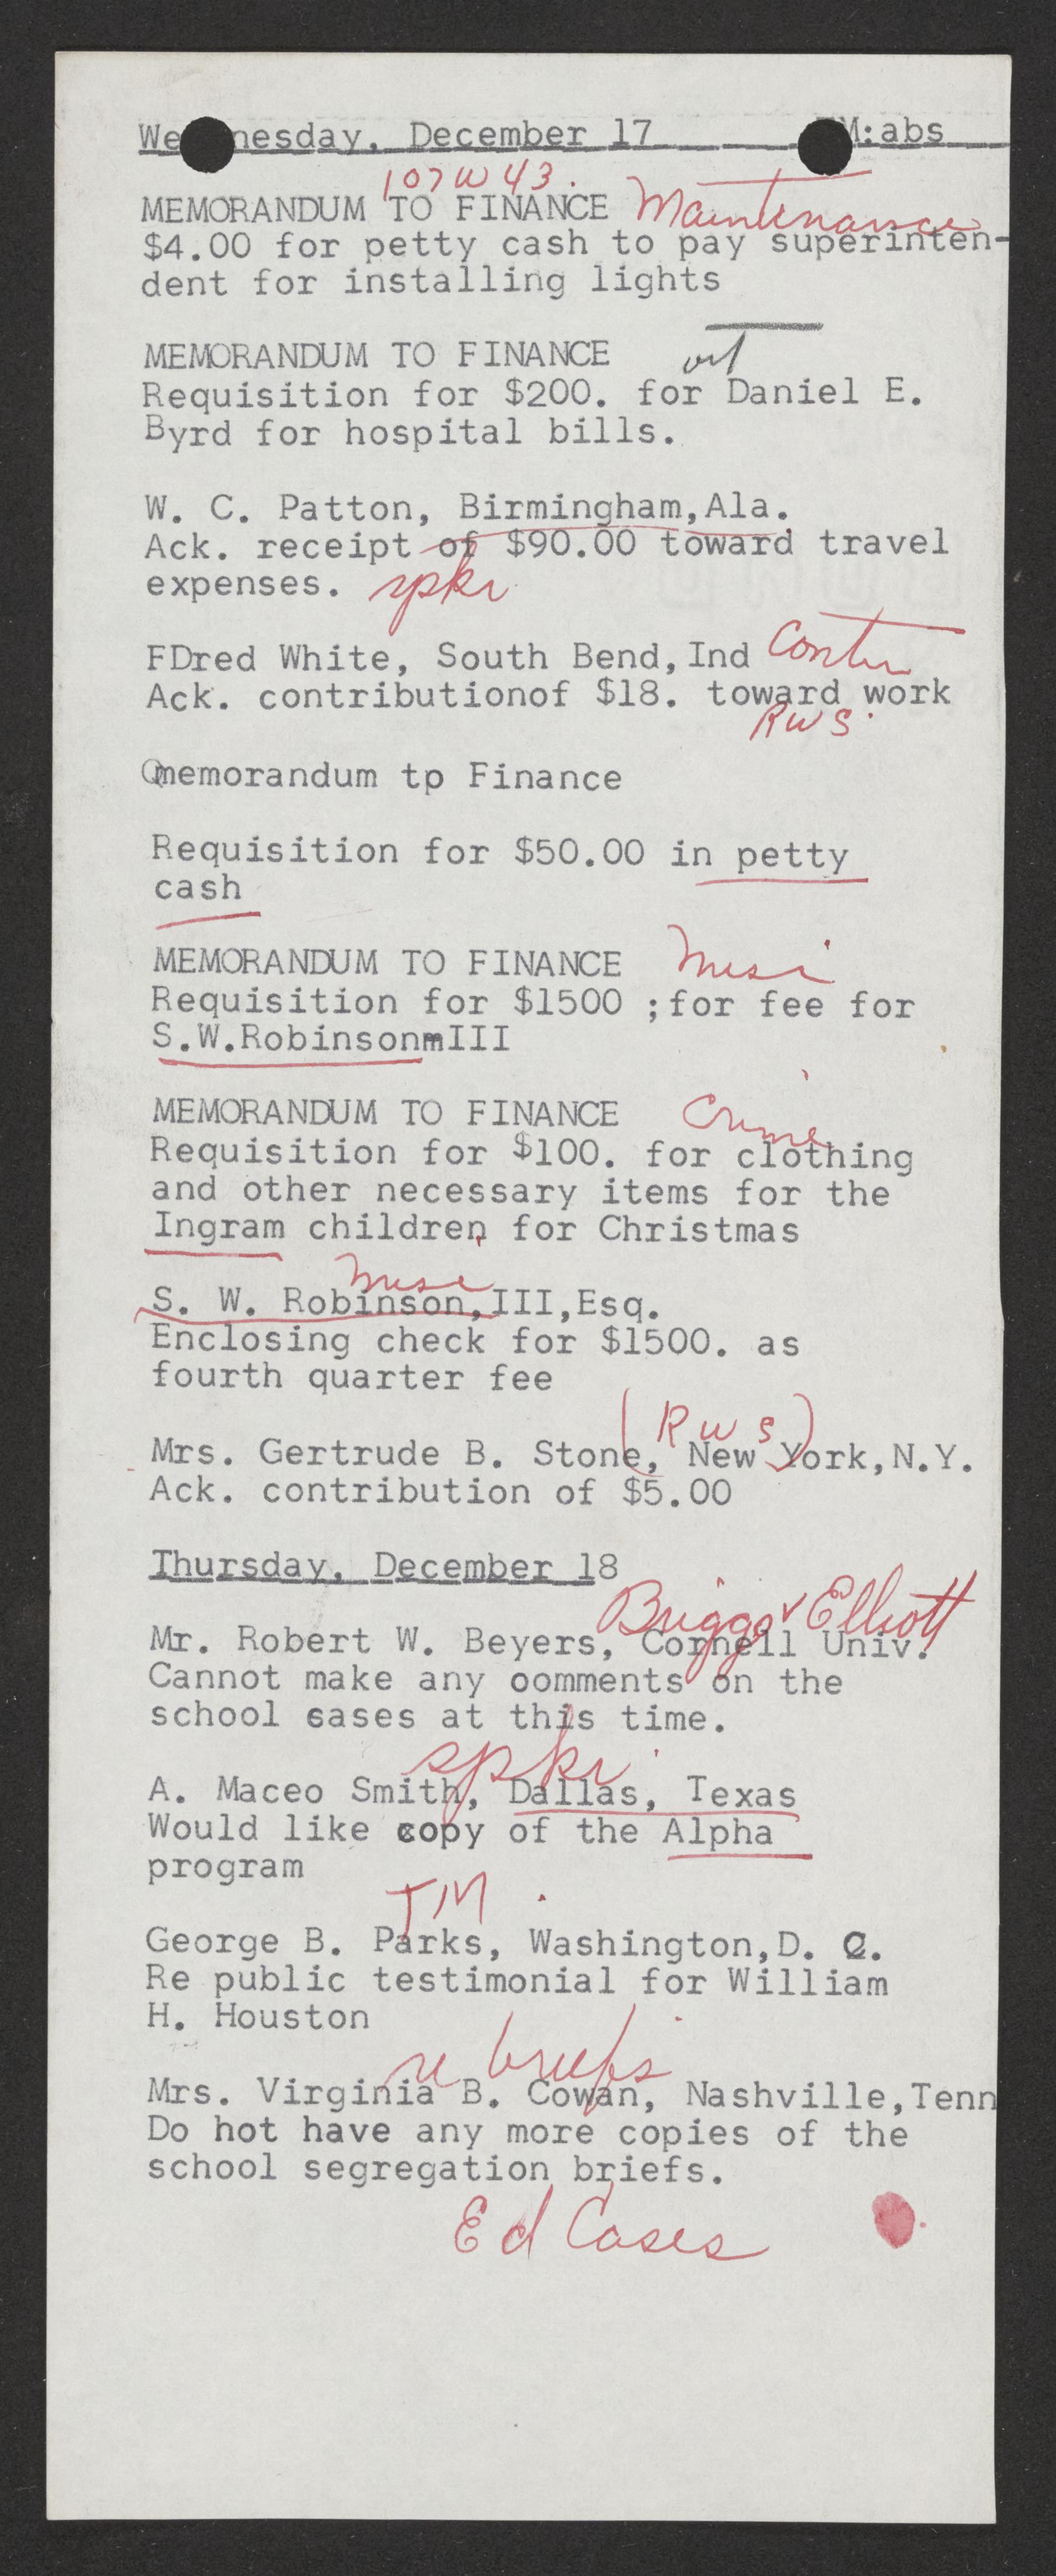 Wednesday, December 17 TM:abs
107 W 43.
MEMORANDUM TO FINANCE Maintenance
$4.00 for petty cash to pay superinten-
dent for installing lights
MEMORANDUM TO FINANCE
Requisition for $200. for Daniel E.
Byrd for hospital bills.
W. C. Patton, Birmingham,Ala.
Ack. receipt of $90.00 toward travel
expenses. spkr
FDred White, South Bend,Ind Contr
Ack. contributionof $18. toward work
RWS
Qmemorandum tp Finance
Requisition for $50.00 in petty
cash
MEMORANDUM TO FINANCE Misc
Requisition for $1500 ;for fee for
S.W.RobinsonmIII
MEMORANDUM TO FINANCE Crime
Requisition for $100. for clothing
and other necessary items for the
Ingram children for Christmas
Misc
S. W. Robinson,III,Esq.
Enclosing check for $1500. as
fourth quarter fee
(RWS)
Mrs. Gertrude B. Stone, New York,N.Y.
Ack. contribution of $5.00
Thursday, December 18
Briggs v Elliott
Mr. Robert W. Beyers, Cornell Univ.
Cannot make any comments on the
school cases at this time.
spkr
A. Maceo Smith, Dallas, Texas
Would like copy of the Alpha
program
TM
George B. Parks, Washington,D. C.
Re public testimonial for William
H. Houston
re briefs
Mrs. Virginia B. Cowan, Nashville,Tenn
Do hot have any more copies of the
school segregation briefs.
Ed Cases